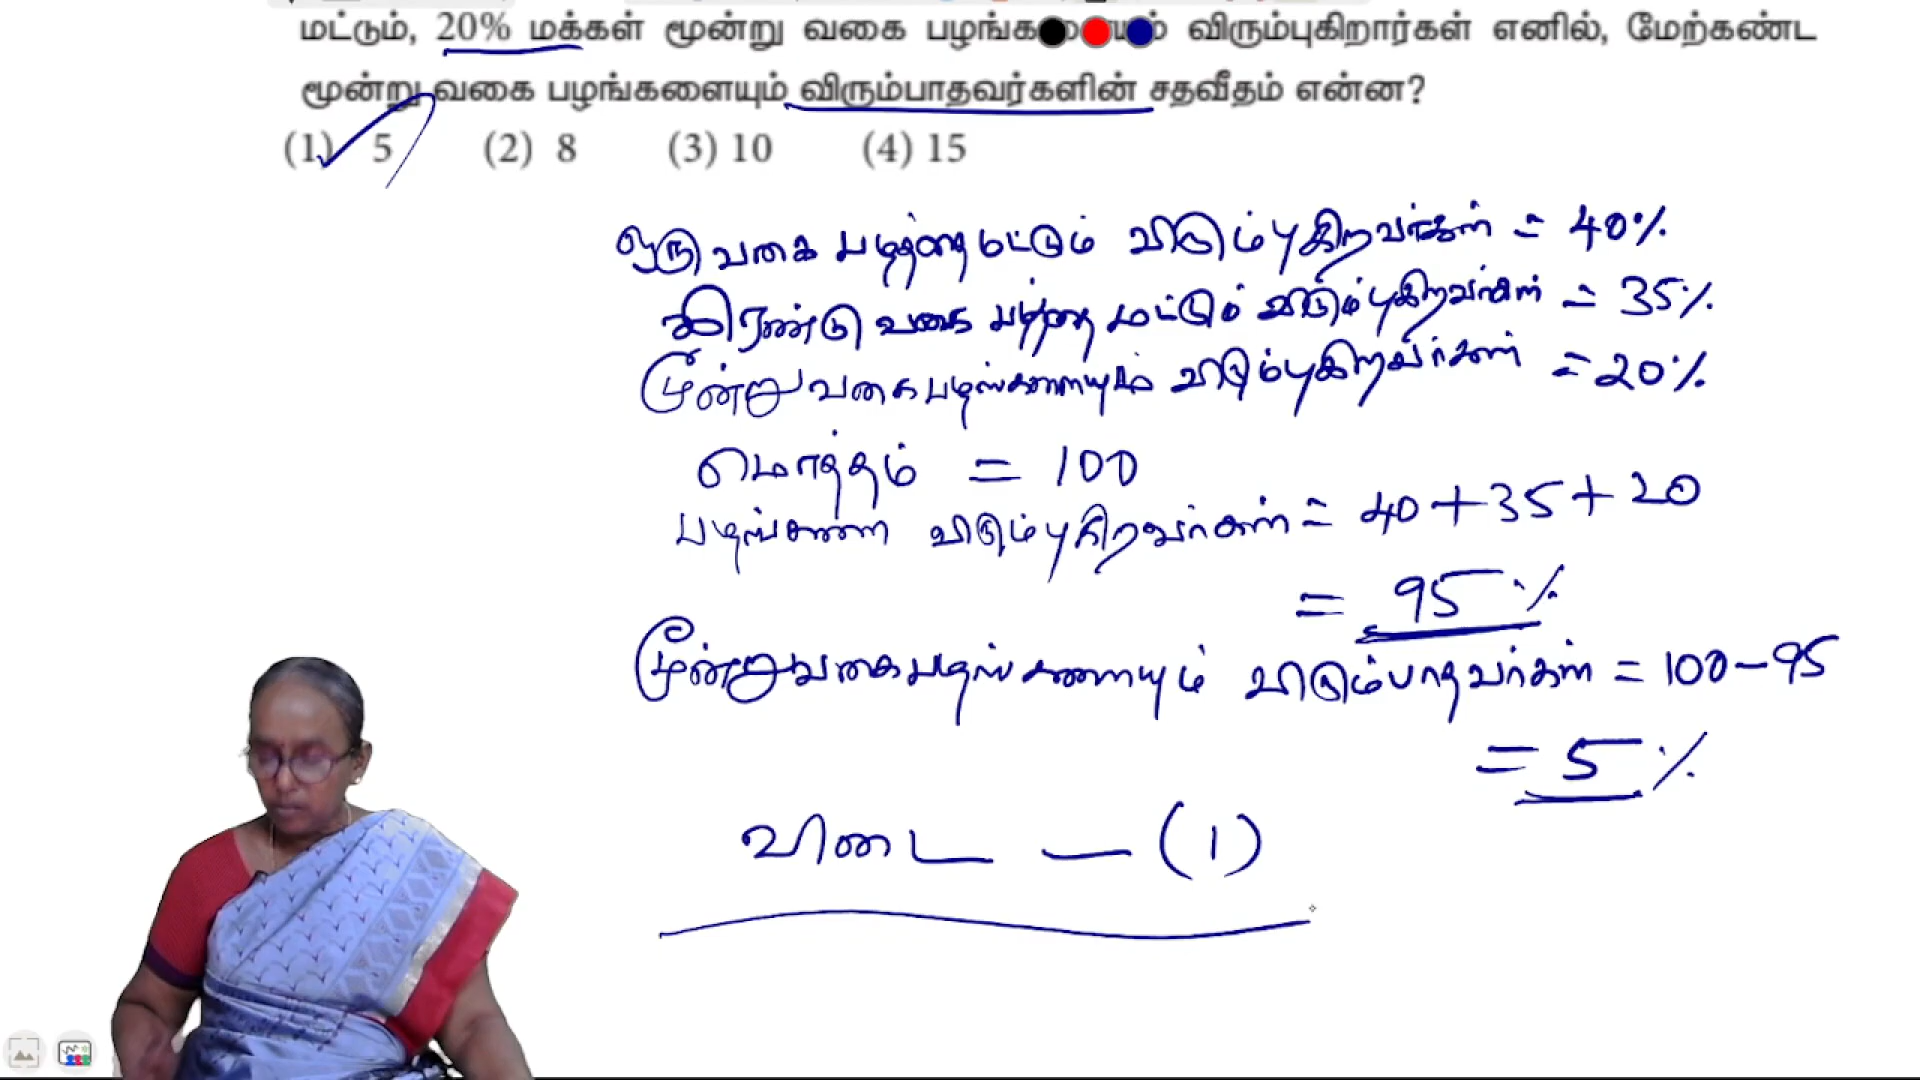 மட்டும், 20% மக்கள் மூன்று வகை விரும்புகிறார்கள் எனில், மேற்கண்ட
மூன்று வகை பழங்களையும் விரும்பாதவர்களின் சதவீதம் என்ன?
(1) 5 (2) 8 (3) 10 (4) 15
ஒரு வகை பழத்தை மட்டும் விரும்புகிறவர்கள் = 40%
இரண்டு வகை பழத்தை மட்டும் விரும்புகிறவர்கள் = 35%
மூன்று வகை பழங்களையும் விரும்புகிறவர்கள் = 20%
மொத்தம் = 100
பழங்களை விரும்புகிறவர்கள் = 40 + 35 + 20
= 95%
மூன்று வகை பழங்களையும் விரும்பாதவர்கள் = 100 - 95
= 5%
விடை - (1)